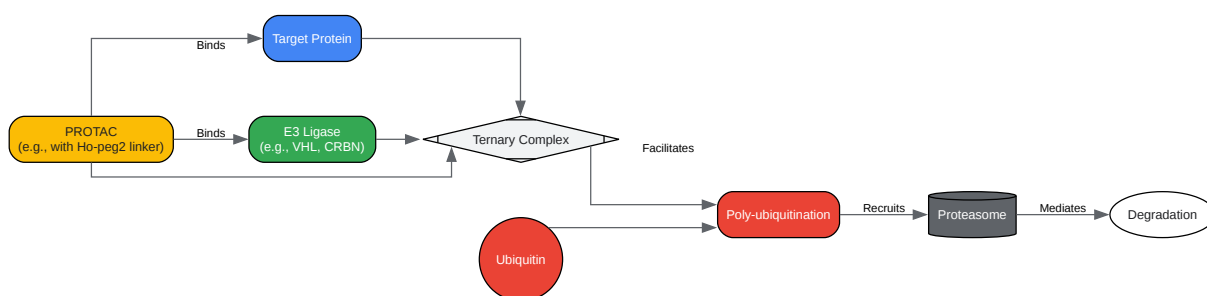 Target Protein
Binds
PROTAC
(e.g., with Ho-peg2 linker)
Binds
E3 Ligase
(e.g., VHL, CRBN)
Ternary Complex
Facilitates
Poly-ubiquitination
Recruits
Proteasome
Mediates
Degradation
Ubiquitin